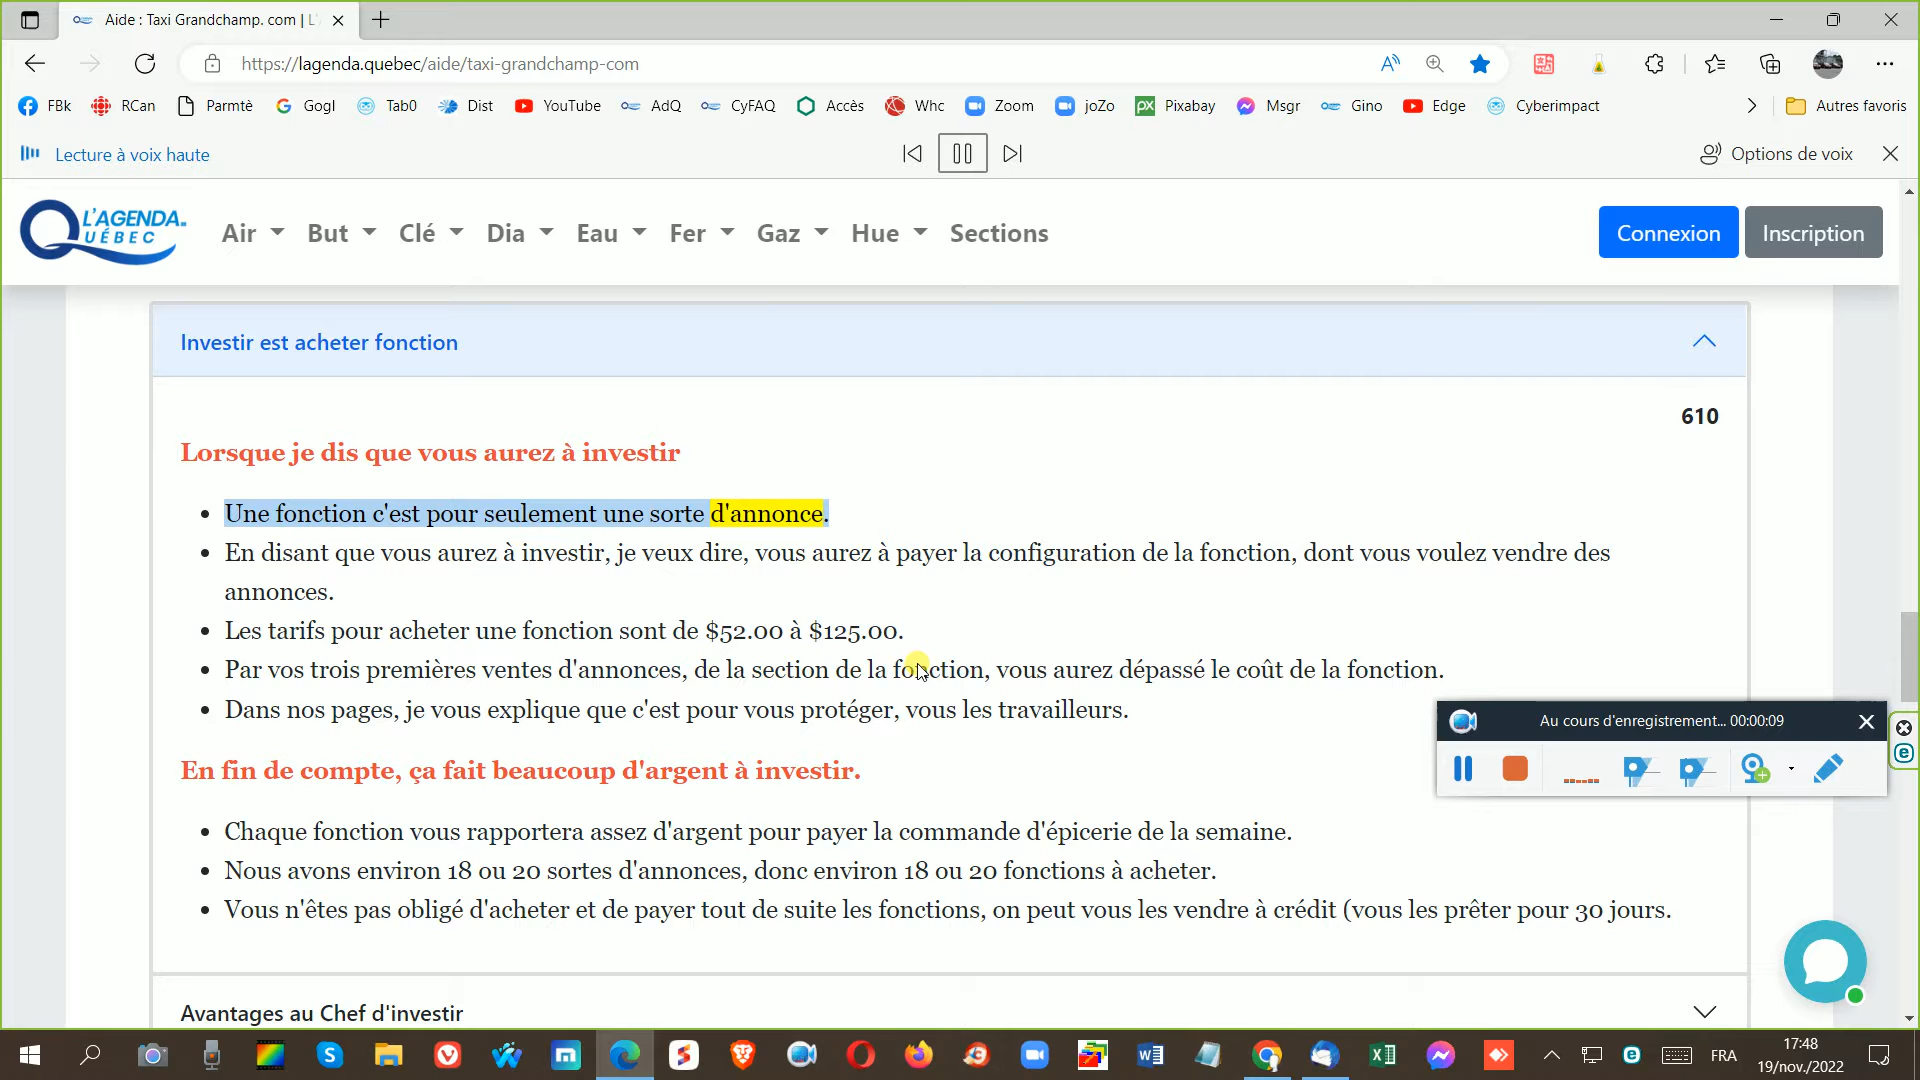 Aide : Taxi Grandchamp. com | L'
https://lagenda.quebec/aide/taxi-grandchamp-com
FBk RCan Parmtè Gogl Tab0 Dist YouTube AdQ CyFAQ Accès Whc Zoom joZo Pixabay Msgr Gino Edge Cyberimpact Autres favoris
Lecture à voix haute Options de voix
L'AGENDA QUÉBEC
Air But Clé Dia Eau Fer Gaz Hue Sections Connexion Inscription
Investir est acheter fonction
610
Lorsque je dis que vous aurez à investir
Une fonction c'est pour seulement une sorte d'annonce.
En disant que vous aurez à investir, je veux dire, vous aurez à payer la configuration de la fonction, dont vous voulez vendre des
annonces.
Les tarifs pour acheter une fonction sont de $52.00 à $125.00.
Par vos trois premières ventes d'annonces, de la section de la fonction, vous aurez dépassé le coût de la fonction.
Dans nos pages, je vous explique que c'est pour vous protéger, vous les travailleurs.
Au cours d'enregistrement... 00:00:09
En fin de compte, ça fait beaucoup d'argent à investir.
Chaque fonction vous rapportera assez d'argent pour payer la commande d'épicerie de la semaine.
Nous avons environ 18 ou 20 sortes d'annonces, donc environ 18 ou 20 fonctions à acheter.
Vous n'êtes pas obligé d'acheter et de payer tout de suite les fonctions, on peut vous les vendre à crédit (vous les prêter pour 30 jours.
Avantages au Chef d'investir
FRA
17:48
19/nov./2022